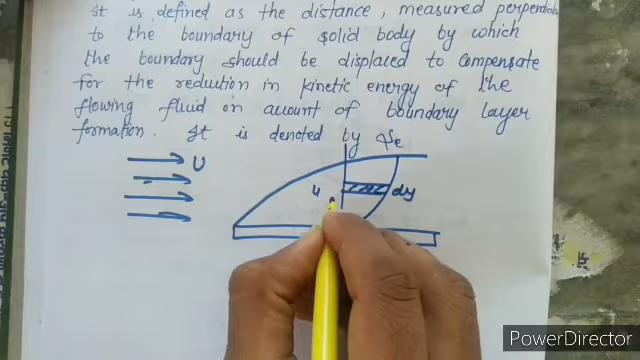 It is defined as the distance, measured
to the boundary of solid body by which
the boundary should be displaced to compensate
for the reduction in kinetic energy of the
flowing fluid on account of boundary layer
formation. It is denoted by δe
U
u
dy
PowerDirector